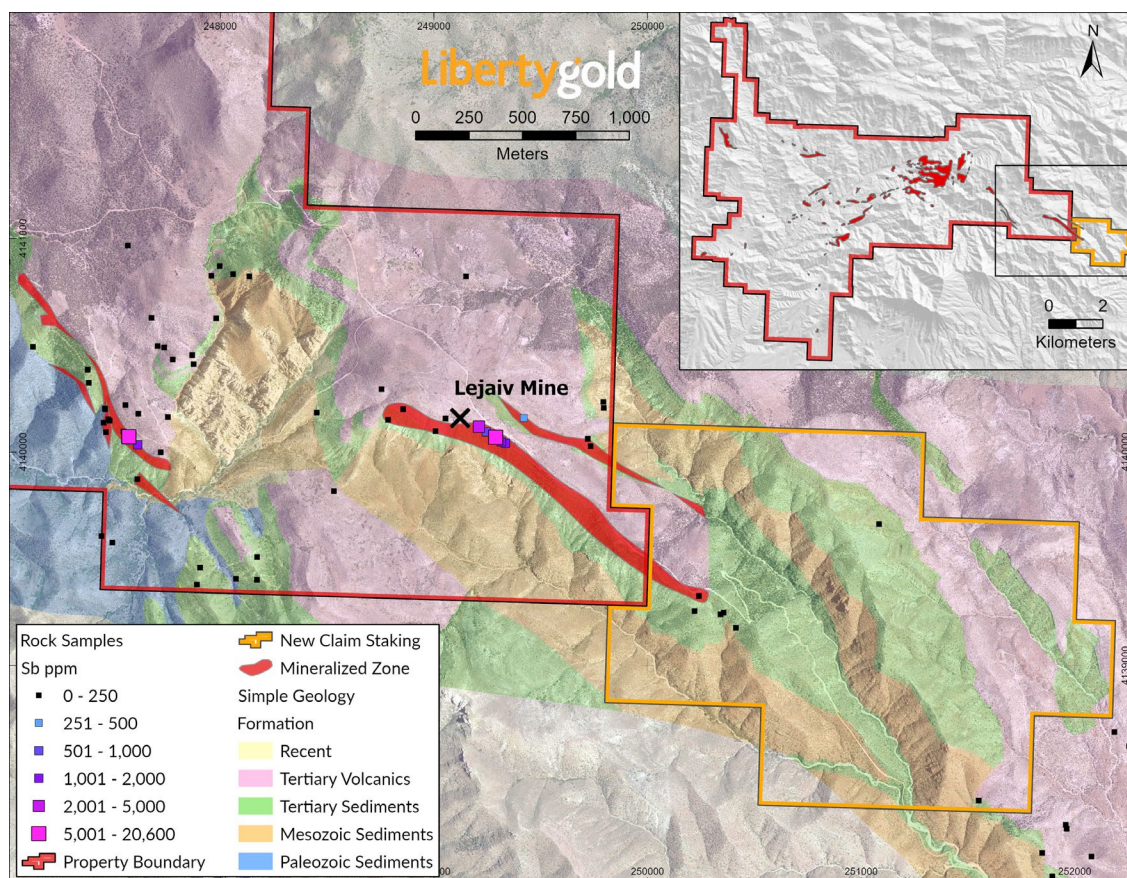 248000
249000
250000
Libertygold
0 250 500 750 1,000
Meters
N
0 2
Kilometers
4141000
Lejaiv Mine
4140000
4140000
4139000
Rock Samples
Sb ppm
0 - 250
251 - 500
501 - 1,000
1,001 - 2,000
2,001 - 5,000
5,001 - 20,600
Property Boundary
New Claim Staking
Mineralized Zone
Simple Geology
Formation
Recent
Tertiary Volcanics
Tertiary Sediments
Mesozoic Sediments
Paleozoic Sediments
250000
251000
252000